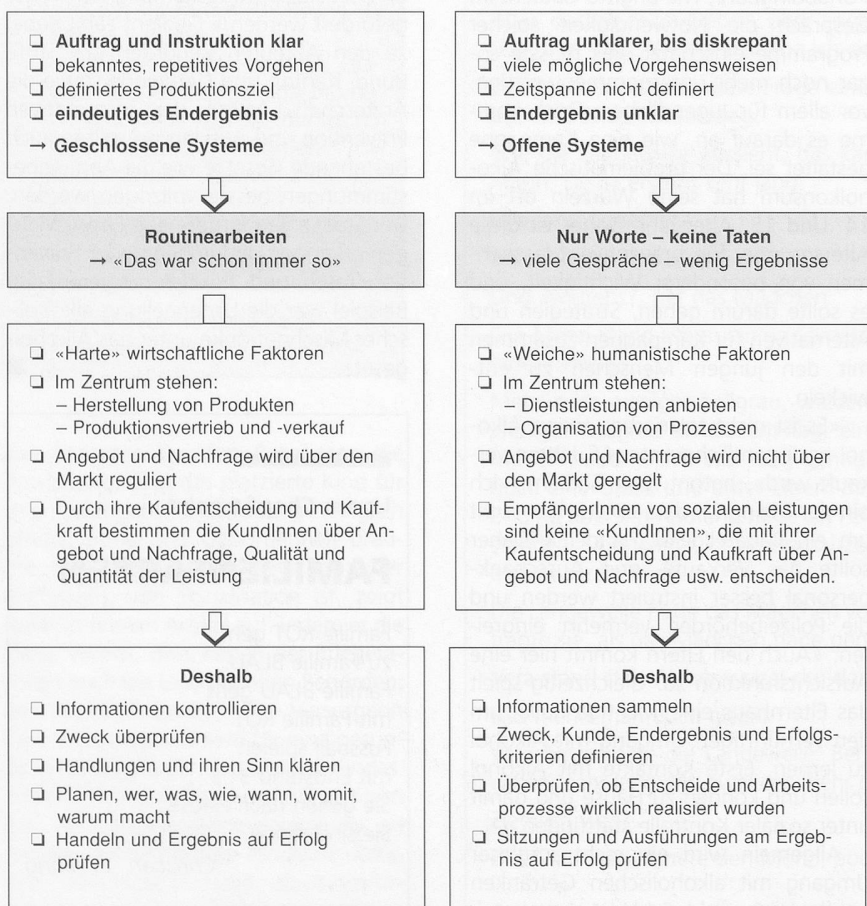 ❏ Auftrag und Instruktion klar
❏ bekanntes, repetitives Vorgehen
❏ definiertes Produktionsziel
❏ eindeutiges Endergebnis
→ Geschlossene Systeme
Routinearbeiten
→ «Das war schon immer so»
❏ «Harte» wirtschaftliche Faktoren
❏ Im Zentrum stehen:
– Herstellung von Produkten
– Produktionsvertrieb und -verkauf
❏ Angebot und Nachfrage wird über den
Markt reguliert
❏ Durch ihre Kaufentscheidung und Kauf-
kraft bestimmen die KundInnen über An-
gebot und Nachfrage, Qualität und
Quantität der Leistung
Deshalb
❏ Informationen kontrollieren
❏ Zweck überprüfen
❏ Handlungen und ihren Sinn klären
❏ Planen, wer, was, wie, wann, womit,
warum macht
❏ Handeln und Ergebnis auf Erfolg
prüfen
❏ Auftrag unklarer, bis diskrepant
❏ viele mögliche Vorgehensweisen
❏ Zeitspanne nicht definiert
❏ Endergebnis unklar
→ Offene Systeme
Nur Worte – keine Taten
→ viele Gespräche – wenig Ergebnisse
❏ «Weiche» humanistische Faktoren
❏ Im Zentrum stehen:
– Dienstleistungen anbieten
– Organisation von Prozessen
❏ Angebot und Nachfrage wird nicht über
den Markt geregelt
❏ EmpfängerInnen von sozialen Leistungen
sind keine «KundInnen», die mit ihrer
Kaufentscheidung und Kaufkraft über An-
gebot und Nachfrage usw. entscheiden.
Deshalb
❏ Informationen sammeln
❏ Zweck, Kunde, Endergebnis und Erfolgs-
kriterien definieren
❏ Überprüfen, ob Entscheide und Arbeits-
prozesse wirklich realisiert wurden
❏ Sitzungen und Ausführungen am Ergeb-
nis auf Erfolg prüfen